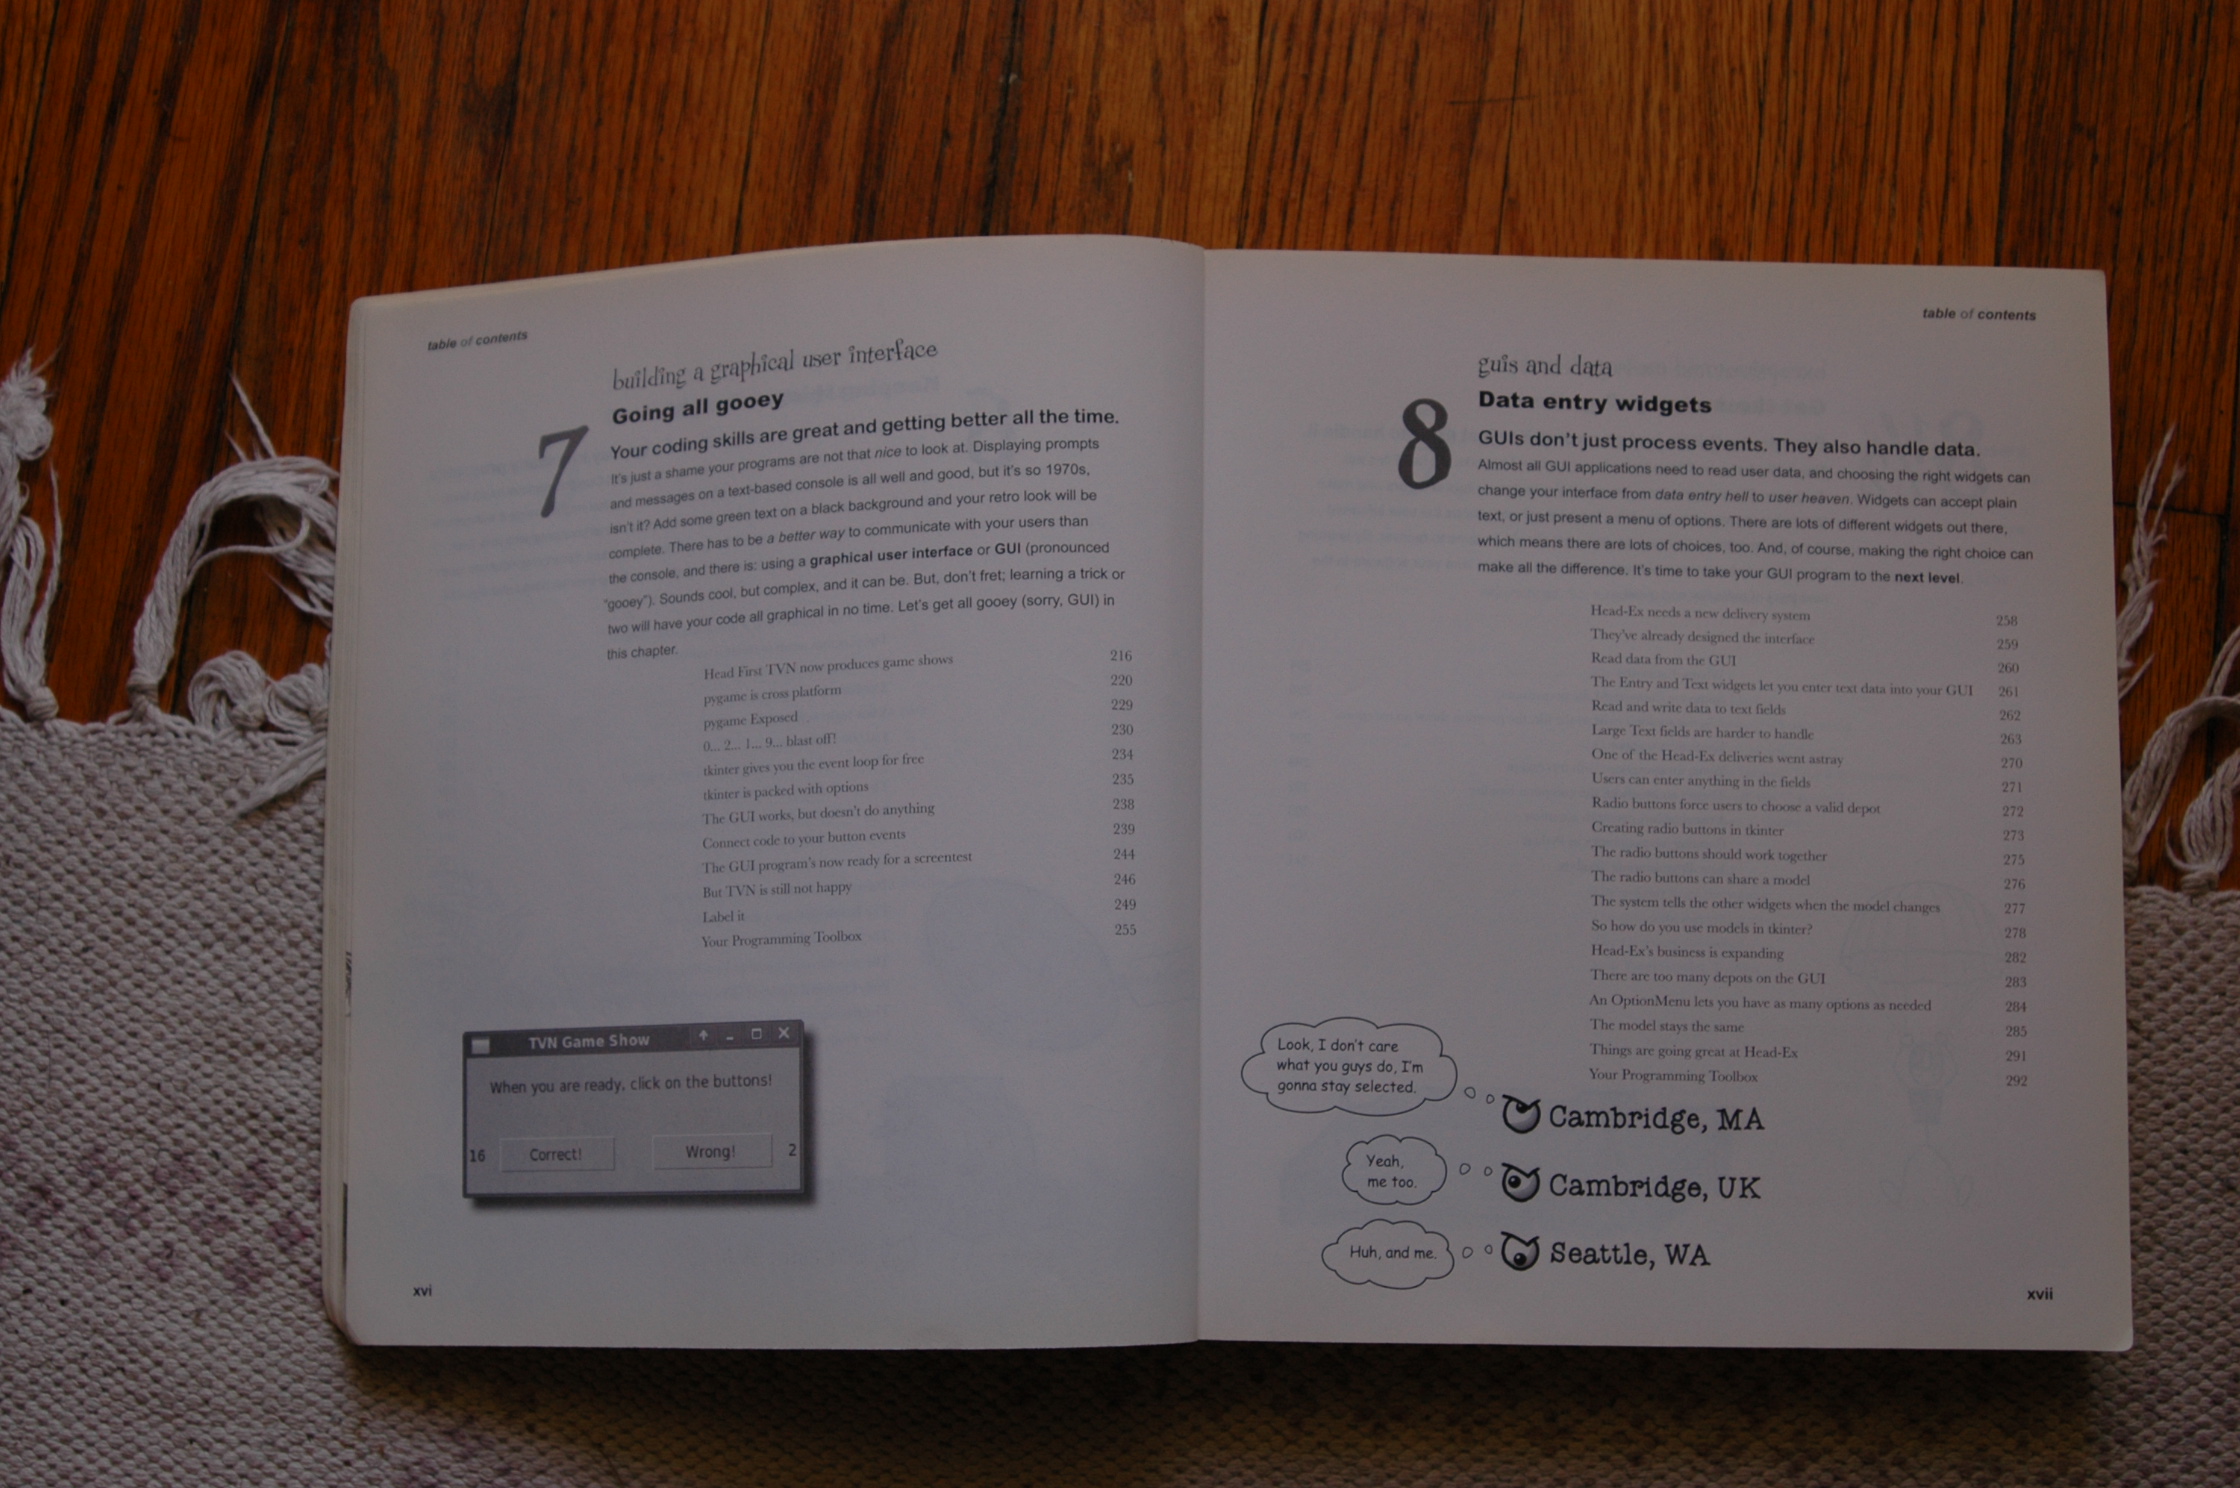 table of contents
building a graphical user interface
7
Going all gooey
Your coding skills are great and getting better all the time.
It's just a shame your programs are not that nice to look at. Displaying prompts
and messages on a text-based console is all well and good, but it's so 1970s,
isn't it? Add some green text on a black background and your retro look will be
complete. There has to be a better way to communicate with your users than
the console, and there is: using a graphical user interface or GUI (pronounced
"gooey"). Sounds cool, but complex, and it can be. But, don't fret; learning a trick or
two will have your code all graphical in no time. Let's get all gooey (sorry, GUI) in
this chapter.
Head First TVN now produces game shows 216
pygame is cross platform 220
pygame Exposed 229
0... 2... 1... 9... blast off! 230
tkinter gives you the event loop for free 234
tkinter is packed with options 235
The GUI works, but doesn't do anything 238
Connect code to your button events 239
The GUI program's now ready for a screentest 244
But TVN is still not happy 246
Label it 249
Your Programming Toolbox 255
TVN Game Show
When you are ready, click on the buttons!
16 Correct! Wrong! 2
xvi
table of contents
guis and data
8
Data entry widgets
GUIs don't just process events. They also handle data.
Almost all GUI applications need to read user data, and choosing the right widgets can
change your interface from data entry hell to user heaven. Widgets can accept plain
text, or just present a menu of options. There are lots of different widgets out there,
which means there are lots of choices, too. And, of course, making the right choice can
make all the difference. It's time to take your GUI program to the next level.
Head-Ex needs a new delivery system 258
They've already designed the interface 259
Read data from the GUI 260
The Entry and Text widgets let you enter text data into your GUI 261
Read and write data to text fields 262
Large Text fields are harder to handle 263
One of the Head-Ex deliveries went astray 270
Users can enter anything in the fields 271
Radio buttons force users to choose a valid depot 272
Creating radio buttons in tkinter 273
The radio buttons should work together 275
The radio buttons can share a model 276
The system tells the other widgets when the model changes 277
So how do you use models in tkinter? 278
Head-Ex's business is expanding 282
There are too many depots on the GUI 283
An OptionMenu lets you have as many options as needed 284
The model stays the same 285
Things are going great at Head-Ex 291
Your Programming Toolbox 292
Look, I don't care
what you guys do, I'm
gonna stay selected.
Cambridge, MA
Yeah,
me too.
Cambridge, UK
Huh, and me.
Seattle, WA
xvii